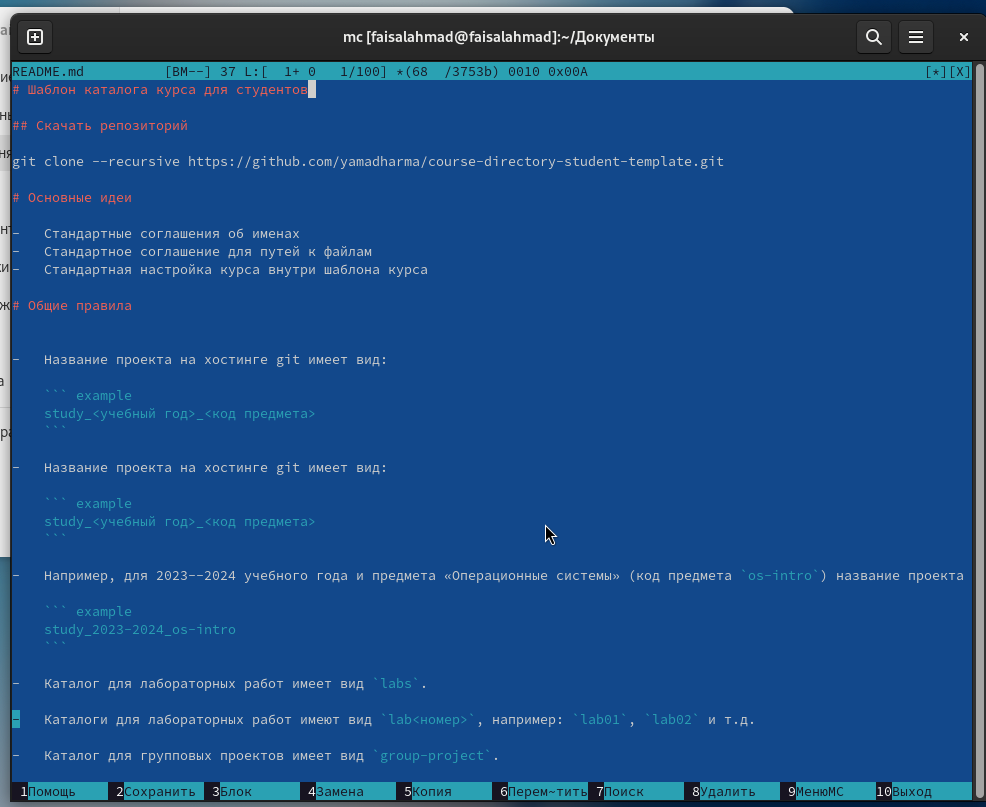 mc [faisalahmad@faisalahmad]:~/Документы
README.md [BM--] 37 L:[ 1+ 0 1/100] *(68 /3753b) 0010 0x00A [*][X]
# Шаблон каталога курса для студентов
## Скачать репозиторий
git clone --recursive https://github.com/yamadharma/course-directory-student-template.git
# Основные идеи
- Стандартные соглашения об именах
- Стандартное соглашение для путей к файлам
- Стандартная настройка курса внутри шаблона курса
# Общие правила
- Название проекта на хостинге git имеет вид:
``` example
study_<учебный год>_<код предмета>
```
- Название проекта на хостинге git имеет вид:
``` example
study_<учебный год>_<код предмета>
```
- Например, для 2023--2024 учебного года и предмета «Операционные системы» (код предмета `os-intro`) название проекта
``` example
study_2023-2024_os-intro
```
- Каталог для лабораторных работ имеет вид `labs`.
- Каталоги для лабораторных работ имеют вид `lab<номер>`, например: `lab01`, `lab02` и т.д.
- Каталог для групповых проектов имеет вид `group-project`.
1Помощь 2Сохранить 3Блок 4Замена 5Копия 6Перем~тить 7Поиск 8Удалить 9МенюMC 10Выход